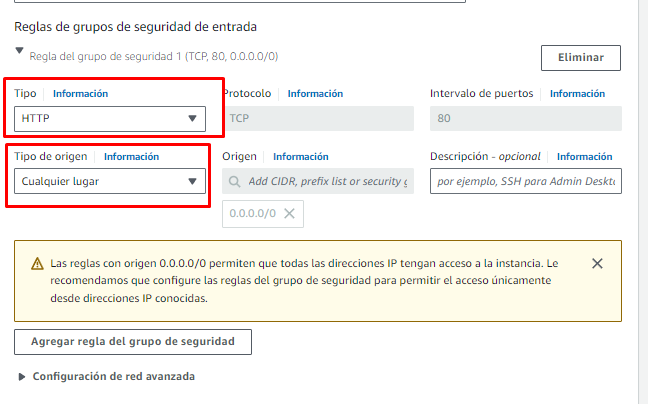 Reglas de grupos de seguridad de entrada
Regla del grupo de seguridad 1 (TCP, 80, 0.0.0.0/0)
Eliminar
Tipo Información
Protocolo Información
Intervalo de puertos Información
HTTP
TCP
80
Tipo de origen Información
Origen Información
Descripción - opcional Información
Cualquier lugar
Add CIDR, prefix list or security g
por ejemplo, SSH para Admin Deskto
0.0.0.0/0
Las reglas con origen 0.0.0.0/0 permiten que todas las direcciones IP tengan acceso a la instancia. Le
recomendamos que configure las reglas del grupo de seguridad para permitir el acceso únicamente
desde direcciones IP conocidas.
Agregar regla del grupo de seguridad
Configuración de red avanzada